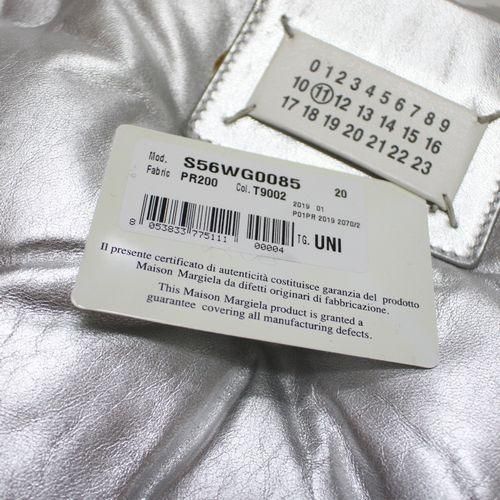 0 1 2 3 4 5 6 7 8 9
10 11 12 13 14 15 16
17 18 19 20 21 22 23
Mod. S56WG0085 20
Fabric PR200 Col. T9002 2019 01
P01PR 2019 2070/2
8 053833 775111 00004 TG. UNI
Il presente certificato di autenticità costituisce garanzia del prodotto
Maison Margiela da difetti originari di fabbricazione.
This Maison Margiela product is granted a
guarantee covering all manufacturing defects.